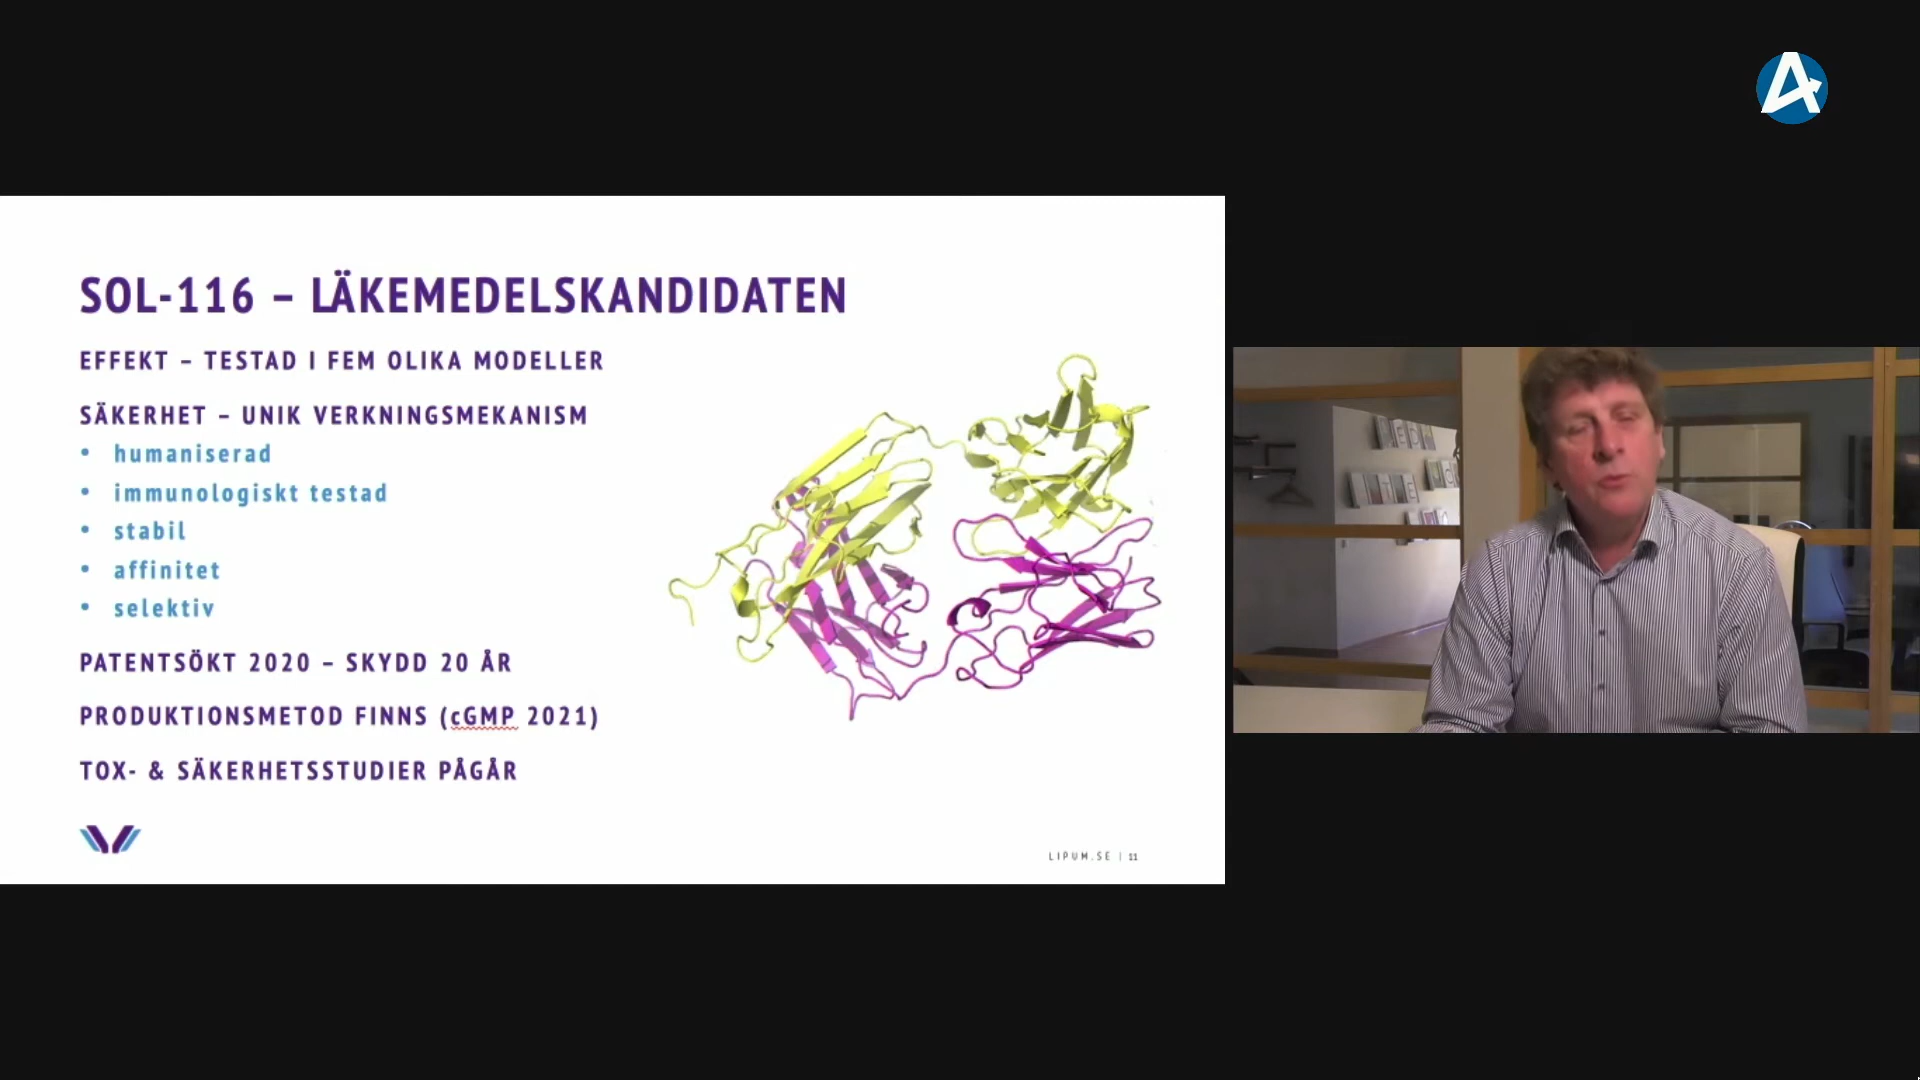 SOL-116 – LÄKEMEDELSKANDIDATEN
EFFEKT – TESTAD I FEM OLIKA MODELLER
SÄKERHET – UNIK VERKNINGSMEKANISM
• humaniserad
• immunologiskt testad
• stabil
• affinitet
• selektiv
PATENTSÖKT 2020 – SKYDD 20 ÅR
PRODUKTIONSMETOD FINNS (cGMP 2021)
TOX- & SÄKERHETSSTUDIER PÅGÅR
LIPUM.SE | 11